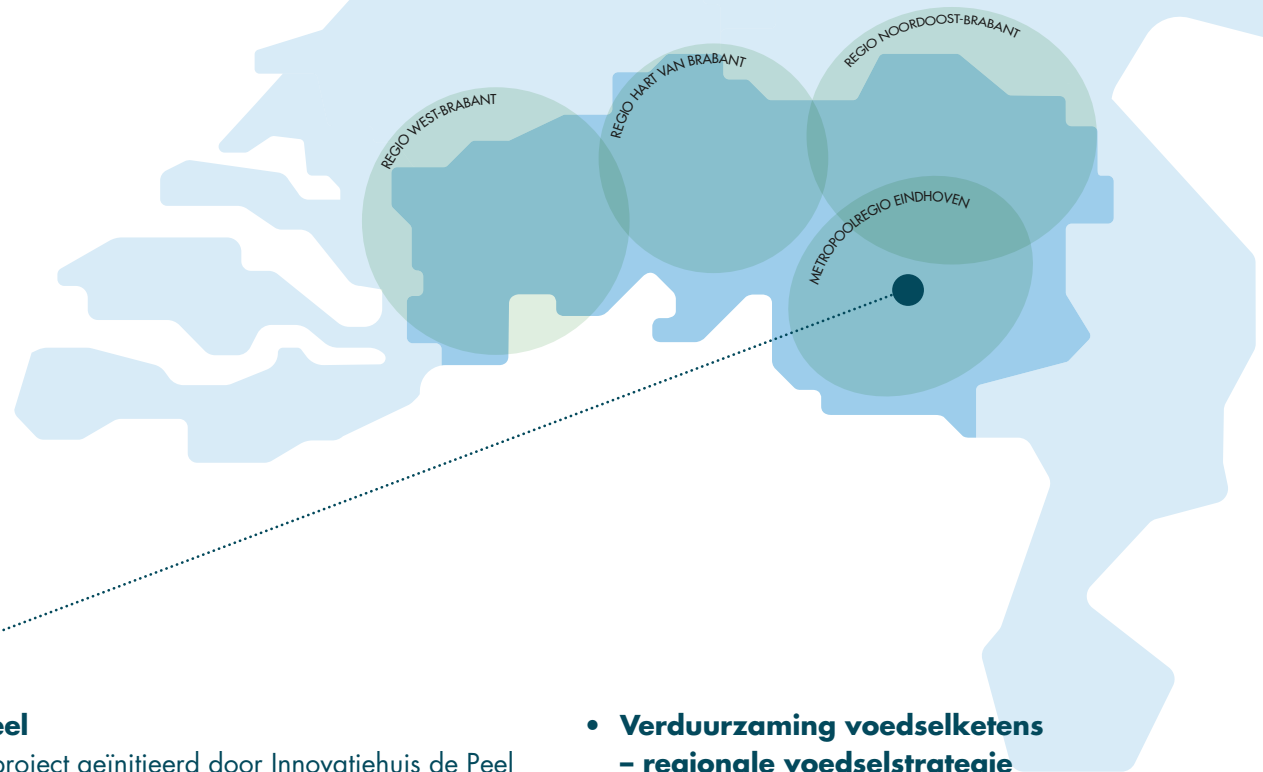 REGIO WEST-BRABANT
REGIO HART VAN BRABANT
REGIO NOORDOOST-BRABANT
METROPOOLREGIO EINDHOVEN
eel
project geïnitieerd door Innovatiehuis de Peel
• Verduurzaming voedselketens
– regionale voedselstrategie